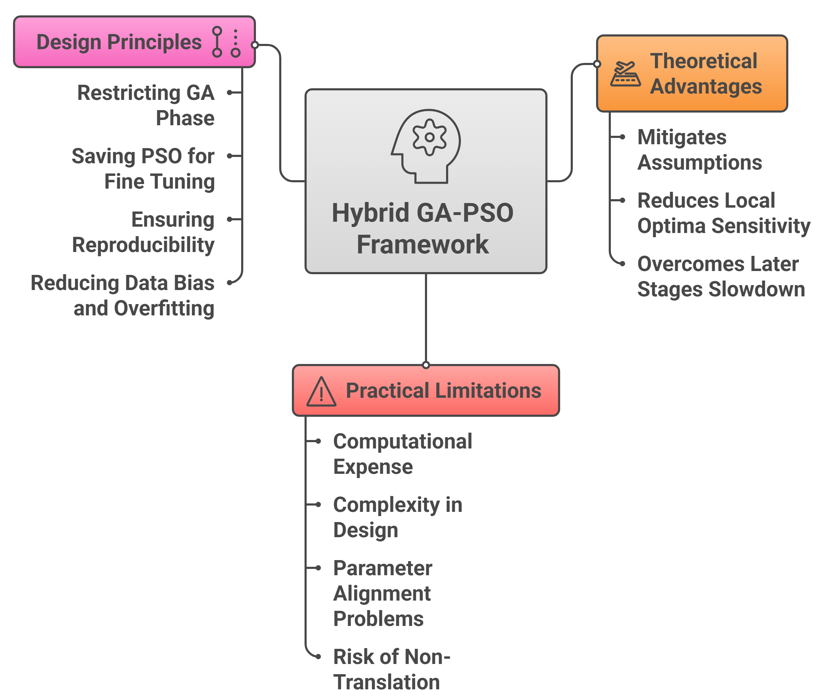 Design Principles
Restricting GA
Phase
Saving PSO for
Fine Tuning
Ensuring
Reproducibility
Reducing Data Bias
and Overfitting
Hybrid GA-PSO
Framework
Theoretical
Advantages
Mitigates
Assumptions
Reduces Local
Optima Sensitivity
Overcomes Later
Stages Slowdown
Practical Limitations
Computational
Expense
Complexity in
Design
Parameter
Alignment
Problems
Risk of Non-
Translation